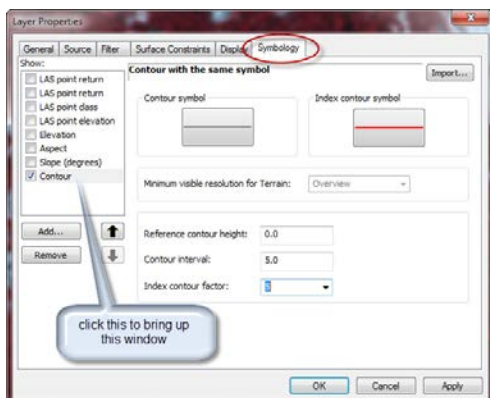 Layer Properties
General Source Filter Surface Constraints Display Symbology
Show:
LAS point return
LAS point return
LAS point class
LAS point elevation
Elevation
Aspect
Slope (degrees)
Contour
Add...
Remove
Contour with the same symbol
Import...
Contour symbol
Index contour symbol
Minimum visible resolution for Terrain: Overview
Reference contour height: 0.0
Contour interval: 5.0
Index contour factor: 5
click this to bring up
this window
OK Cancel Apply